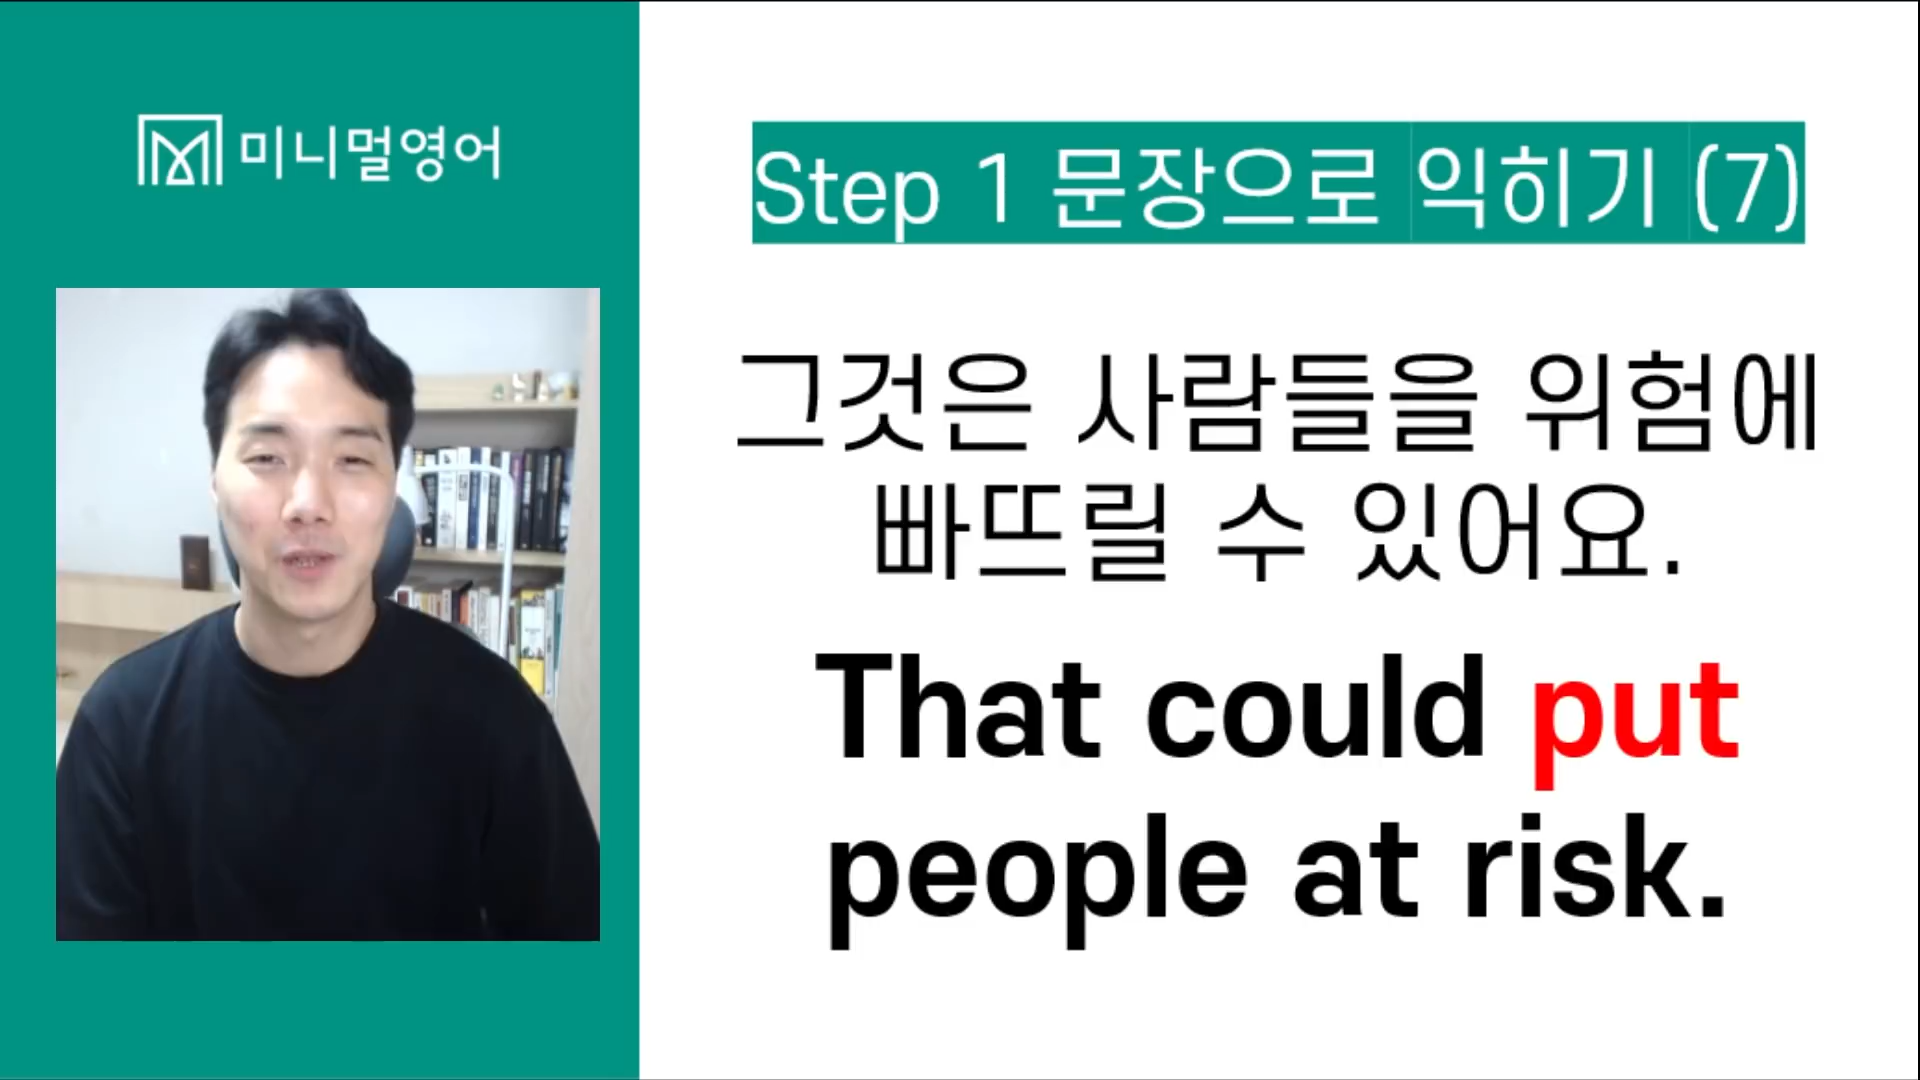 미니멀영어
Step 1 문장으로 익히기 (7)
그것은 사람들을 위험에
빠뜨릴 수 있어요.
That could put
people at risk.